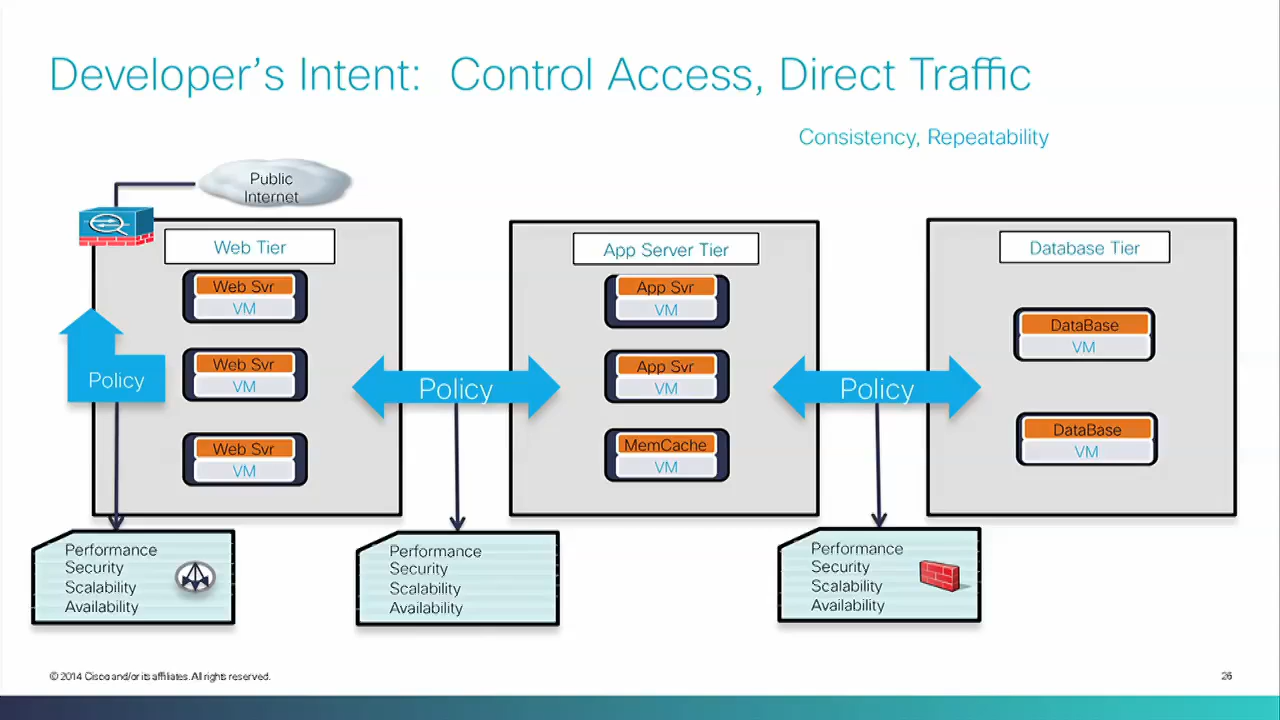 Developer’s Intent:  Control Access, Direct Traffic
Consistency, Repeatability
Public
Internet
Web Tier
Web Svr
VM
Web Svr
VM
Web Svr
VM
Policy
Policy
App Server Tier
App Svr
VM
App Svr
VM
MemCache
VM
Policy
Database Tier
DataBase
VM
DataBase
VM
Performance
Security
Scalability
Availability
Performance
Security
Scalability
Availability
Performance
Security
Scalability
Availability
© 2014 Cisco and/or its affiliates. All rights reserved.
26